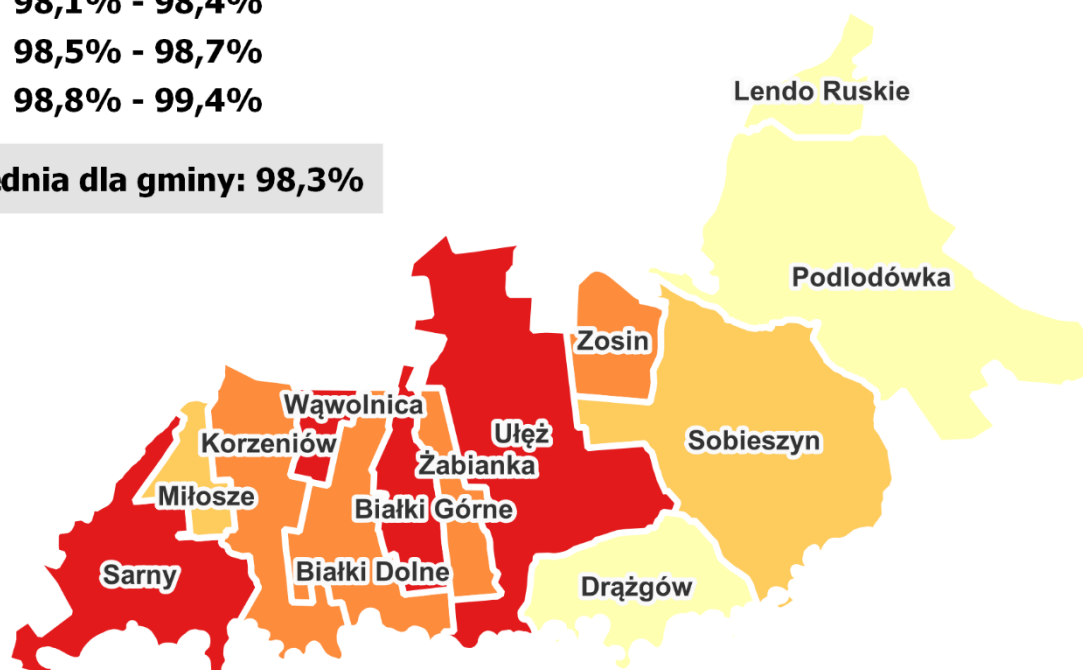 98,1% - 98,4%
98,5% - 98,7%
98,8% - 99,4%
dnia dla gminy: 98,3%
Lendo Ruskie
Podlodówka
Zosin
Wąwolnica
Ułęż
Korzeniów
Sobieszyn
Żabianka
Miłosze
Białki Górne
Sarny
Białki Dolne
Drążgów